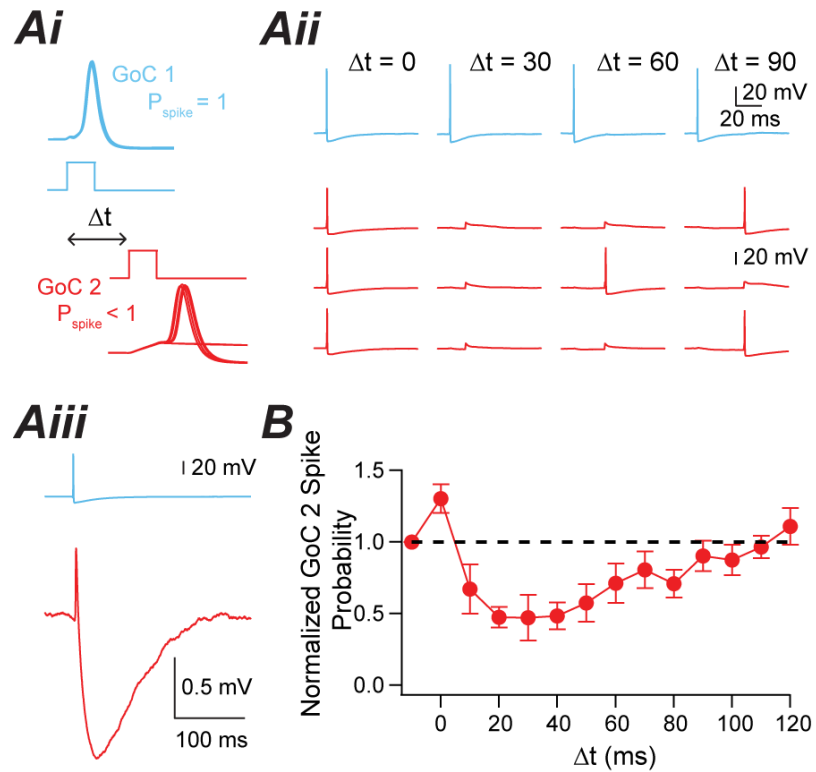 Ai
GoC 1
Pspike = 1
Δt
GoC 2
Pspike < 1
Aii
Δt = 0
Δt = 30
Δt = 60
Δt = 90
20 mV
20 ms
20 mV
Aiii
20 mV
0.5 mV
100 ms
B
Normalized GoC 2 Spike
Probability
1.5
1.0
0.5
0.0
0
20
40
60
80
100
120
Δt (ms)